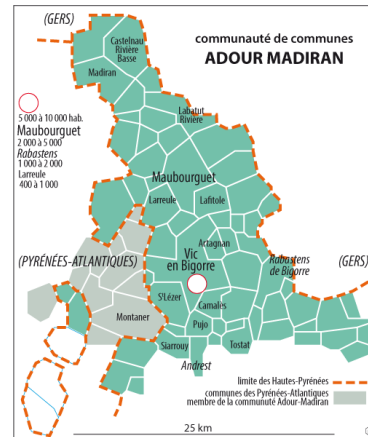 (GERS)
communauté de communes
ADOUR MADIRAN
Castelnau
Rivière
Basse
Madiran
5 000 à 10 000 hab.
Maubourguet
2 000 à 5 000
Rabastens
1 000 à 2 000
Larreule
400 à 1 000
Labatut
Rivière
Maubourguet
Larreule
Lafitole
Actagnan
(PYRÉNÉES-ATLANTIQUES)
Vic
en Bigorre
Rabastens
de Bigorre
(GERS)
S'Lézer
Camalès
Montaner
Pujo
Siarrouy
Tostat
Andrest
limite des Hautes-Pyrénées
communes des Pyrénées-Atlantiques
membre de la communuté Adour-Madiran
25 km